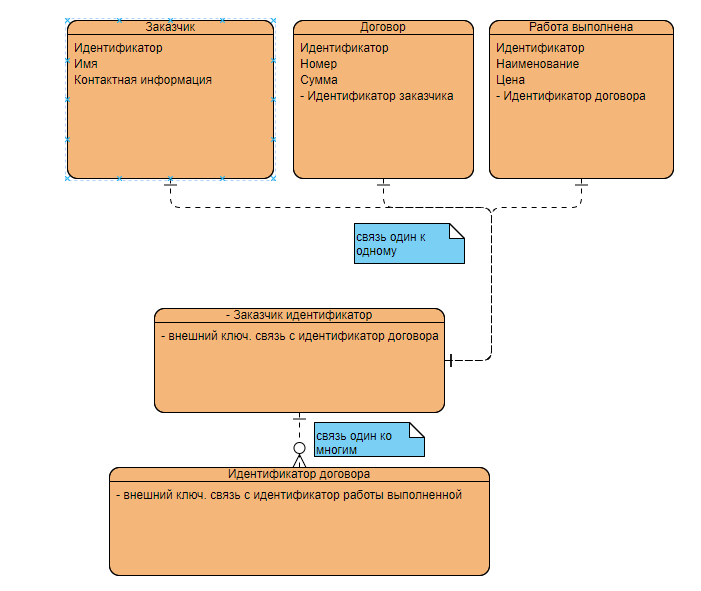 Заказчик
Идентификатор
Имя
Контактная информация
Договор
Идентификатор
Номер
Сумма
- Идентификатор заказчика
Работа выполнена
Идентификатор
Наименование
Цена
- Идентификатор договора
связь один к
одному
- Заказчик идентификатор
- внешний ключ. связь с идентификатор договора
связь один ко
многим
Идентификатор договора
- внешний ключ. связь с идентификатор работы выполненной